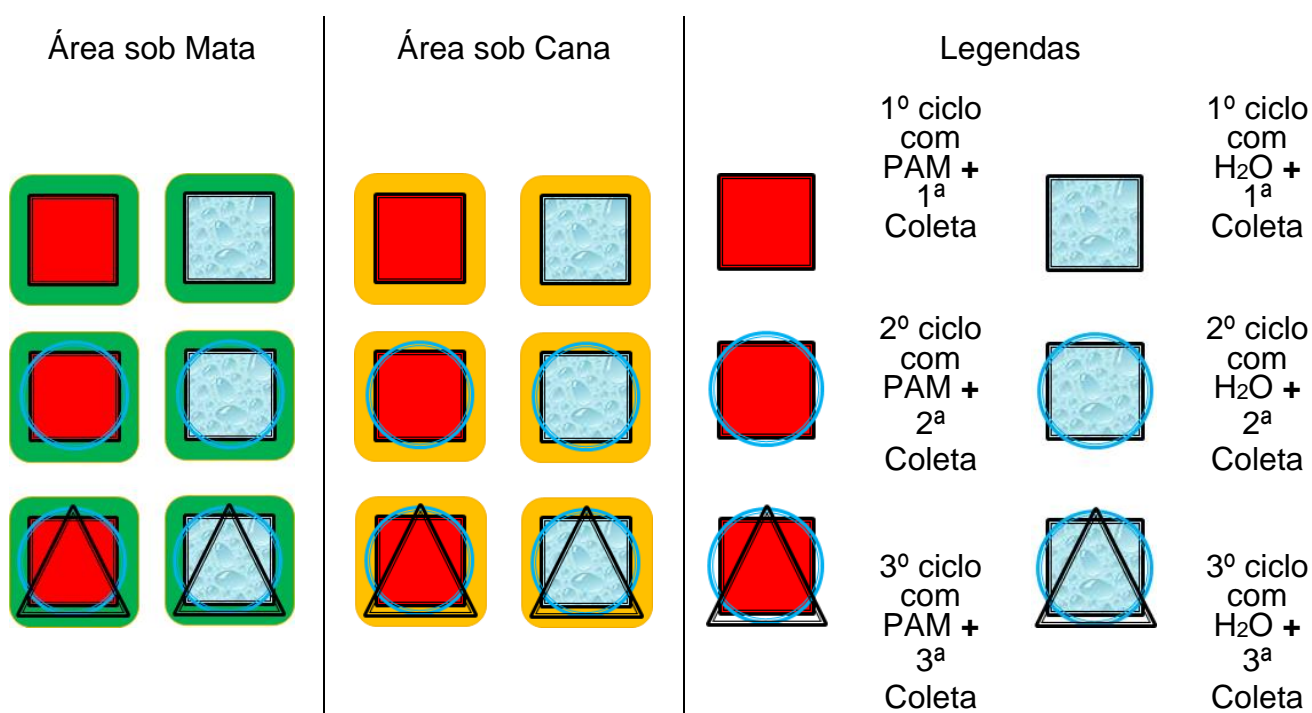 Área sob Mata
Área sob Cana
Legendas
1º ciclo
com
PAM +
1ª
Coleta
1º ciclo
com
H₂O +
1ª
Coleta
2º ciclo
com
PAM +
2ª
Coleta
2º ciclo
com
H₂O +
2ª
Coleta
3º ciclo
com
PAM +
3ª
Coleta
3º ciclo
com
H₂O +
3ª
Coleta